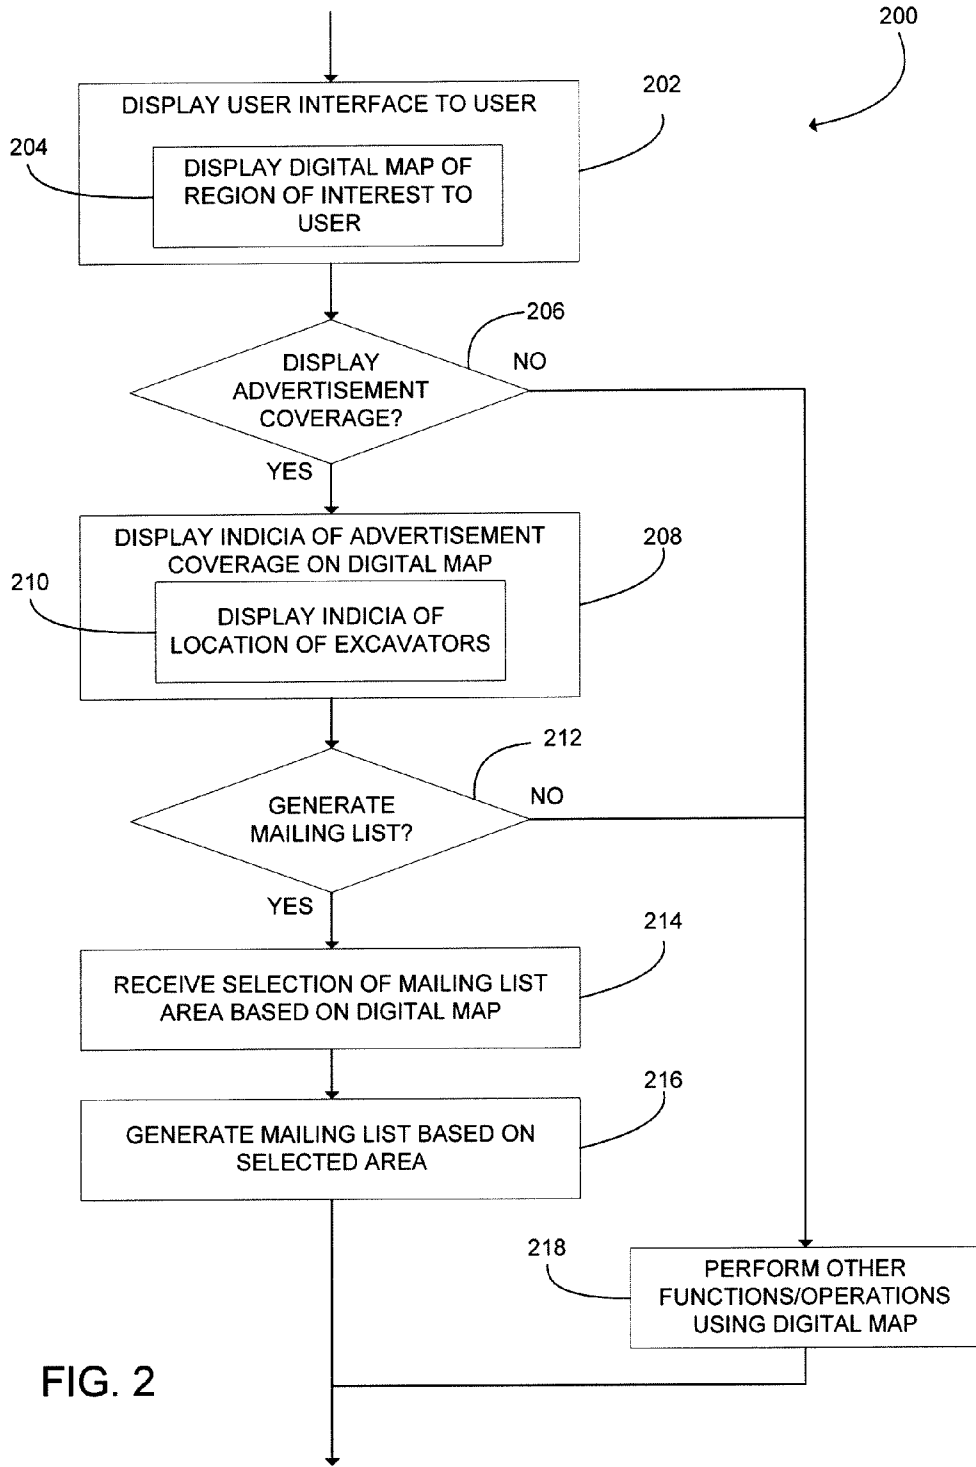 200
DISPLAY USER INTERFACE TO USER
202
204
DISPLAY DIGITAL MAP OF
REGION OF INTEREST TO
USER
206
DISPLAY
ADVERTISEMENT
COVERAGE?
NO
YES
DISPLAY INDICIA OF ADVERTISEMENT
COVERAGE ON DIGITAL MAP
208
210
DISPLAY INDICIA OF
LOCATION OF EXCAVATORS
212
GENERATE
MAILING LIST?
NO
YES
214
RECEIVE SELECTION OF MAILING LIST
AREA BASED ON DIGITAL MAP
216
GENERATE MAILING LIST BASED ON
SELECTED AREA
218
PERFORM OTHER
FUNCTIONS/OPERATIONS
USING DIGITAL MAP
FIG. 2